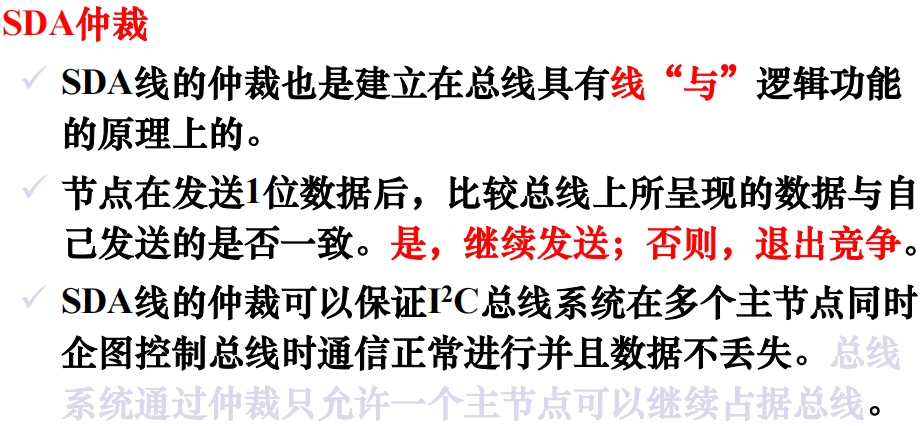 SDA仲裁
✓ SDA线的仲裁也是建立在总线具有线“与”逻辑功能
的原理上的。
✓ 节点在发送1位数据后，比较总线上所呈现的数据与自
己发送的是否一致。是，继续发送；否则，退出竞争。
✓ SDA线的仲裁可以保证I²C总线系统在多个主节点同时
企图控制总线时通信正常进行并且数据不丢失。总线
系统通过仲裁只允许一个主节点可以继续占据总线。